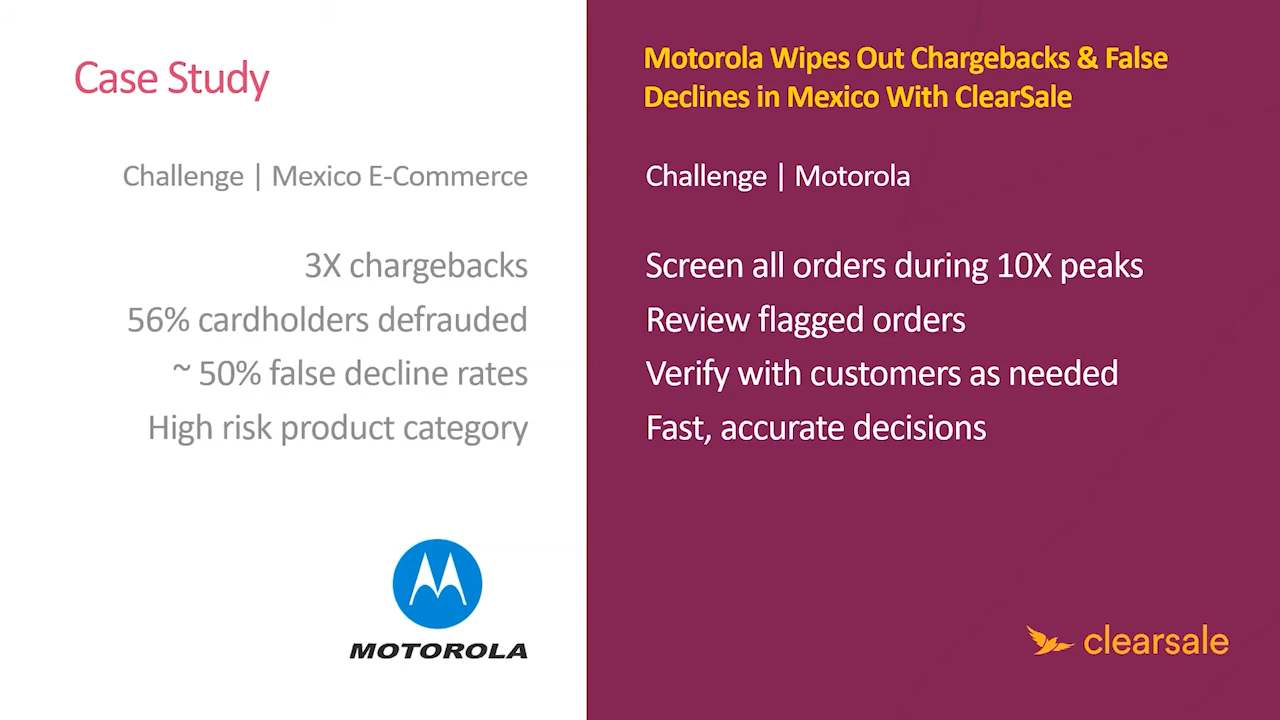 Case Study
Challenge | Mexico E-Commerce
3X chargebacks
56% cardholders defrauded
~ 50% false decline rates
High risk product category
MOTOROLA
Motorola Wipes Out Chargebacks & False
Declines in Mexico With ClearSale
Challenge | Motorola
Screen all orders during 10X peaks
Review flagged orders
Verify with customers as needed
Fast, accurate decisions
clearsale